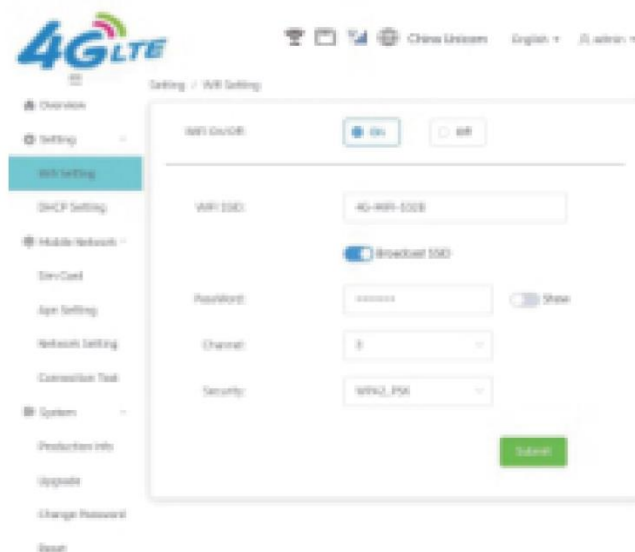 4G LTE
China Unicom English admin
Setting / Wifi Setting
Overview
Setting
Wifi Setting
DHCP Setting
Mobile Network
Sim Card
Apn Setting
Network Setting
Connection Test
System
Production Info
Upgrade
Change Password
Reset
WiFi On/Off: On Off
WiFi SSID:
Broadcast SSID
PassWord: Show
Channel:
Security: WPA2_PSK
Submit